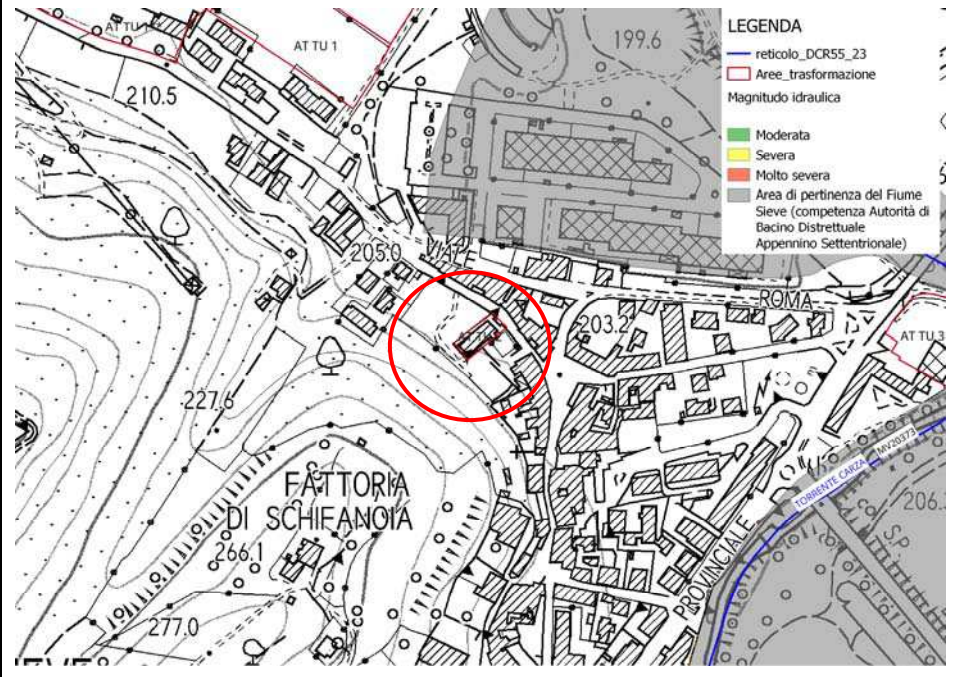 LEGENDA
reticolo_DCR55_23
Aree_trasformazione
Magnitudo idraulica
Moderata
Severa
Molto severa
Area di pertinenza del Fiume
Sieve (competenza Autorità di
Bacino Distrettuale
Appennino Settentrionale)
AT TU 1
199.6
210.5
205.0
VIALE
ROMA
203.2
AT TU 3
227.6
FATTORIA
DI SCHIFANOIA
266.1
277.0
PROVINCIALE
TORRENTE CARZA
MV20373
206.
S.P.